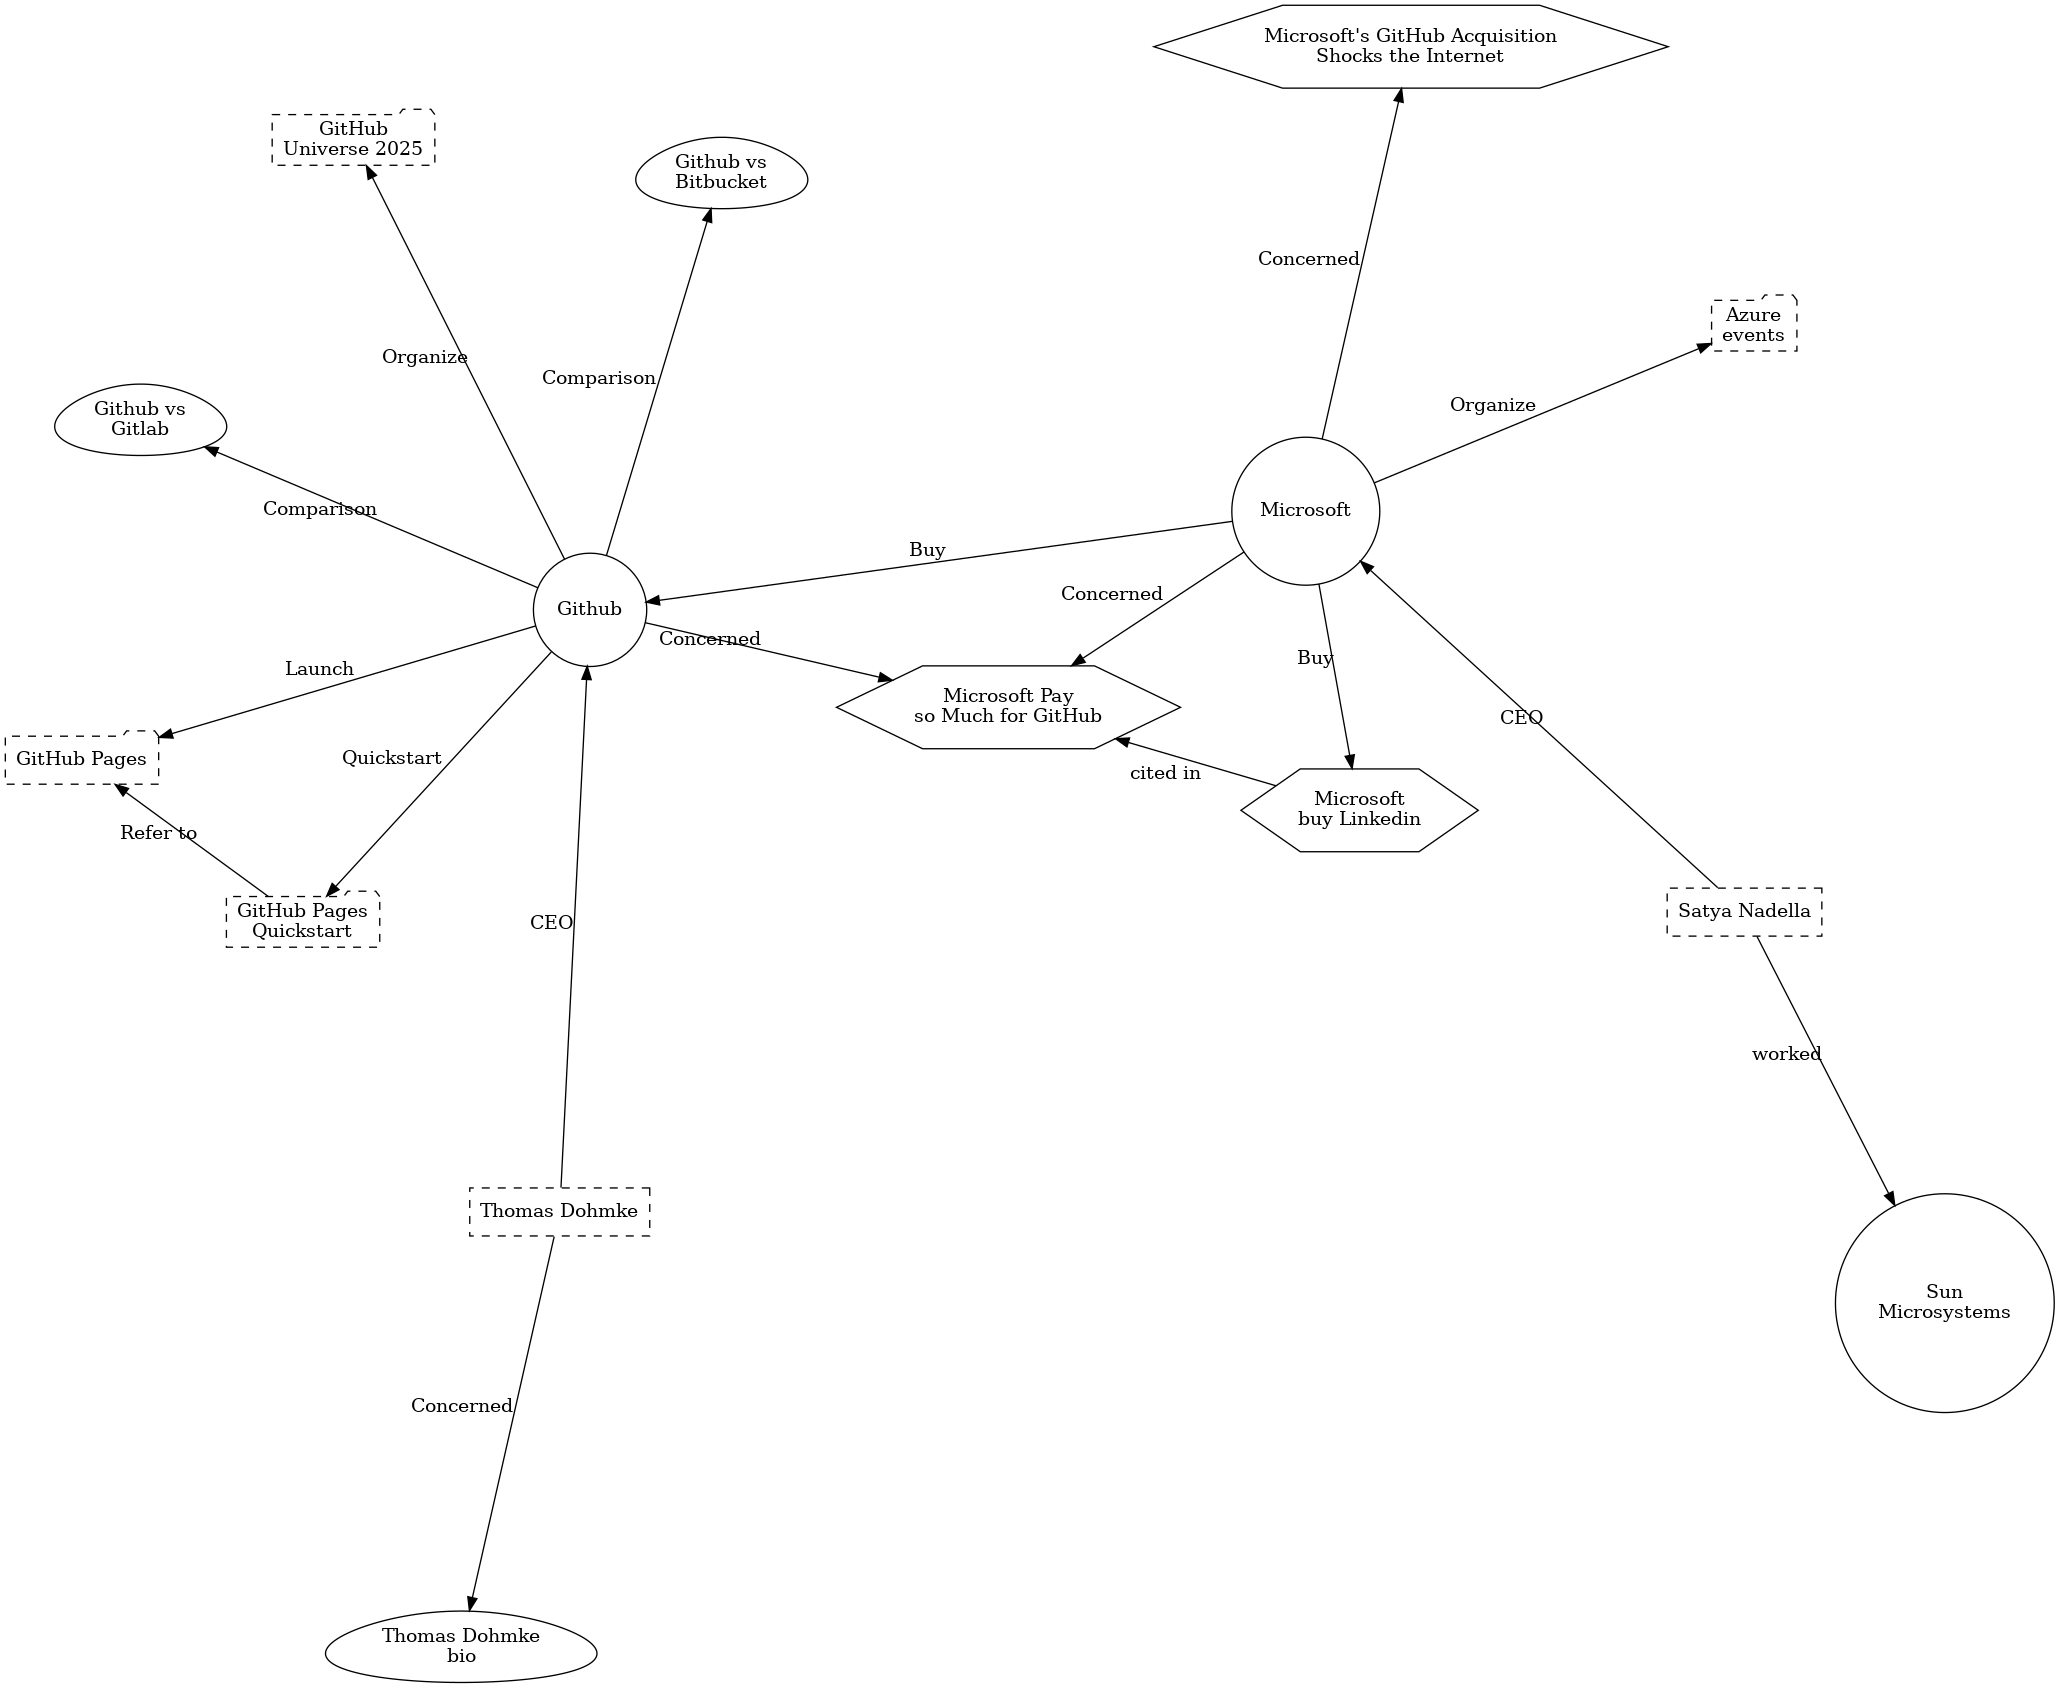 Microsoft's GitHub Acquisition
Shocks the Internet
GitHub
Universe 2025
Github vs
Bitbucket
Concerned
Azure
events
Organize
Comparison
Organize
Github vs
Gitlab
Comparison
Microsoft
Buy
Concerned
Github
Concerned
Buy
Launch
Microsoft Pay
so Much for GitHub
CEO
GitHub Pages
Quickstart
cited in
Microsoft
buy Linkedin
Refer to
GitHub Pages
Quickstart
CEO
Satya Nadella
worked
Thomas Dohmke
Sun
Microsystems
Concerned
Thomas Dohmke
bio